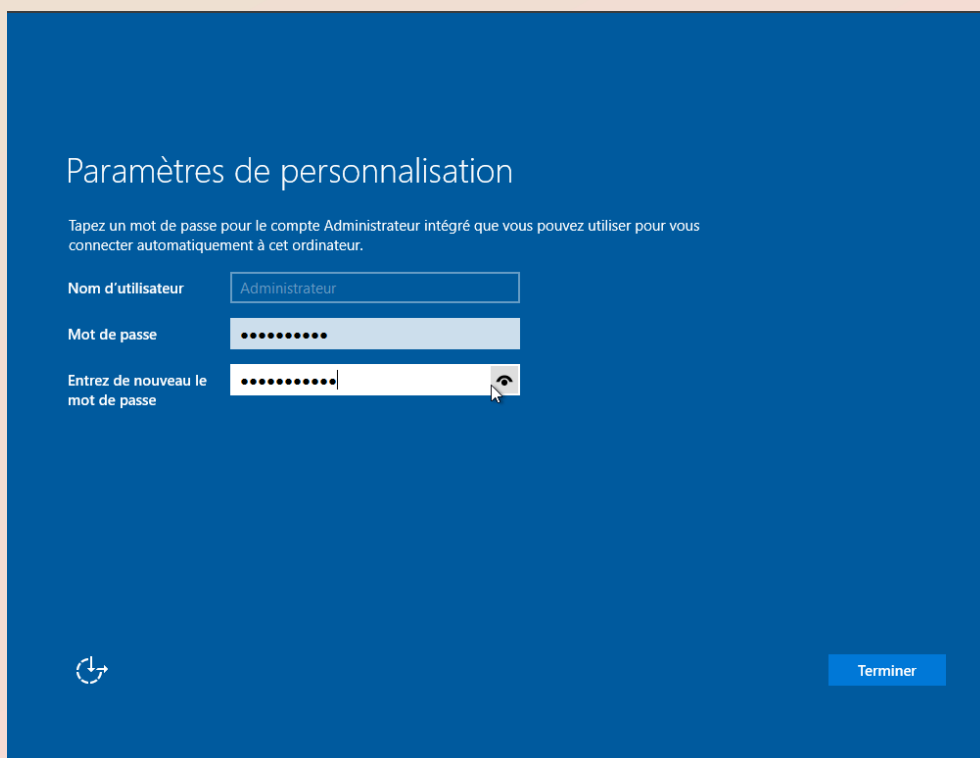 Paramètres de personnalisation
Tapez un mot de passe pour le compte Administrateur intégré que vous pouvez utiliser pour vous
connecter automatiquement à cet ordinateur.
Nom d'utilisateur
Administrateur
Mot de passe
••••••••••
Entrez de nouveau le
mot de passe
•••••••••••
Terminer